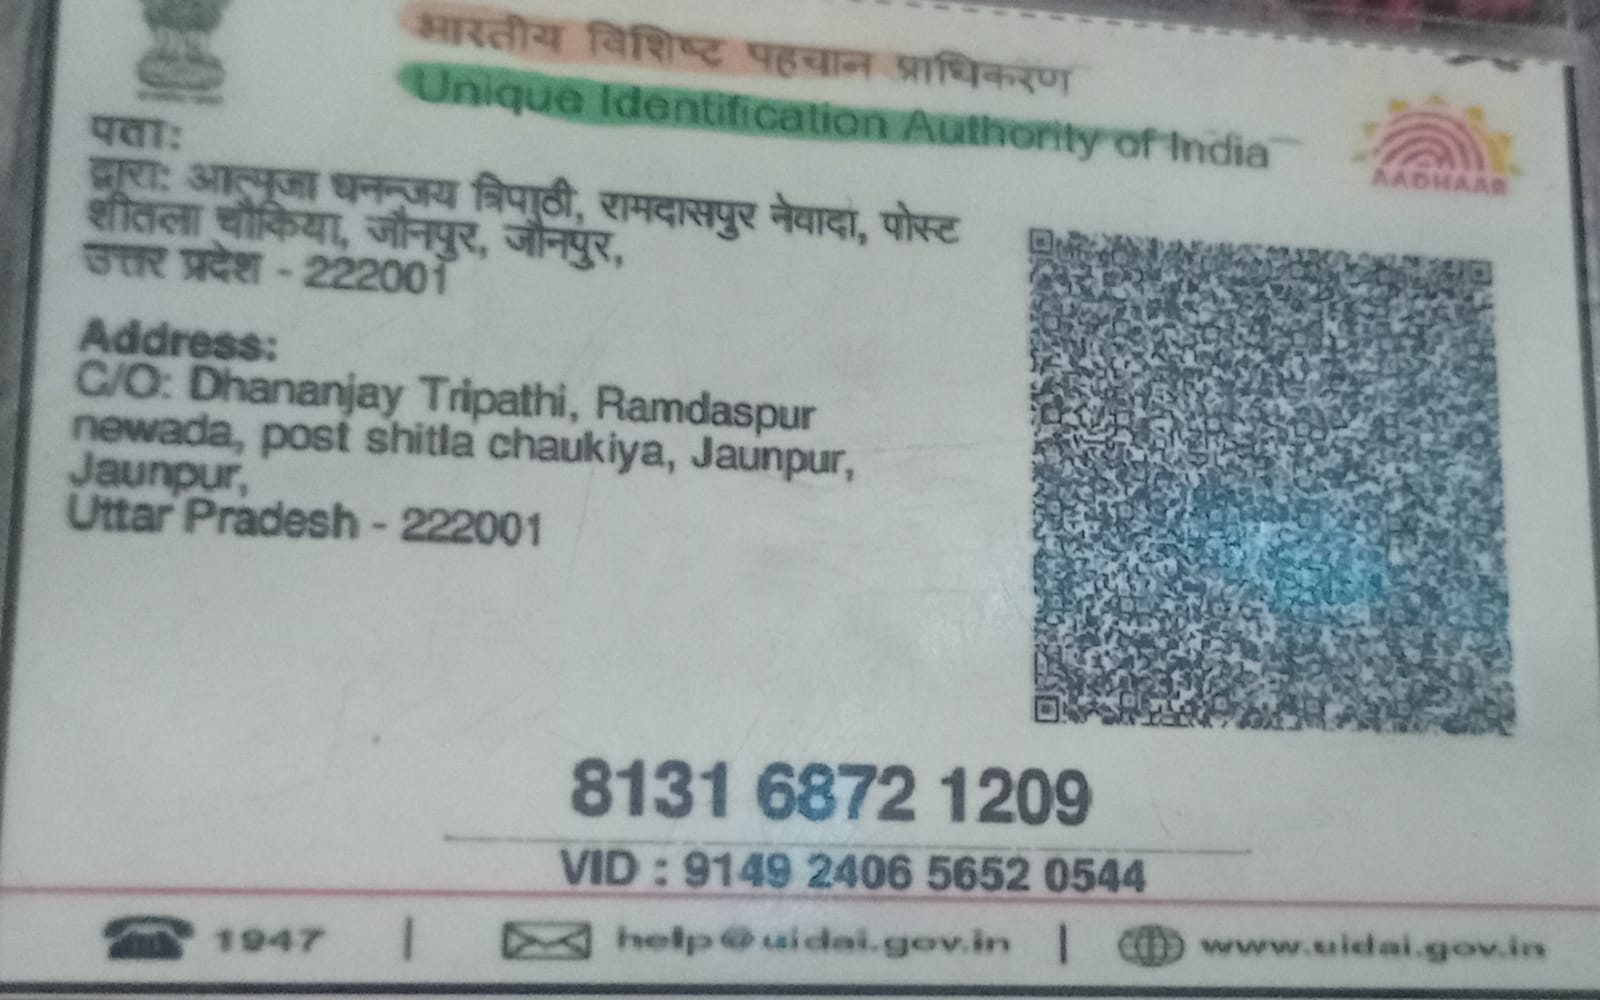 भारतीय विशिष्ट पहचान प्राधिकरण
Unique Identification Authority of India
AADHAAR
पता:
द्वारा: आत्मजा धनन्जय त्रिपाठी, रामदासपुर नेवादा, पोस्ट
शीतला चौकिया, जौनपुर, जौनपुर,
उत्तर प्रदेश - 222001
Address:
C/O: Dhananjay Tripathi, Ramdaspur
newada, post shitla chaukiya, Jaunpur,
Jaunpur,
Uttar Pradesh - 222001
8131 6872 1209
VID : 9149 2406 5652 0544
1947 | help@uidai.gov.in | www.uidai.gov.in